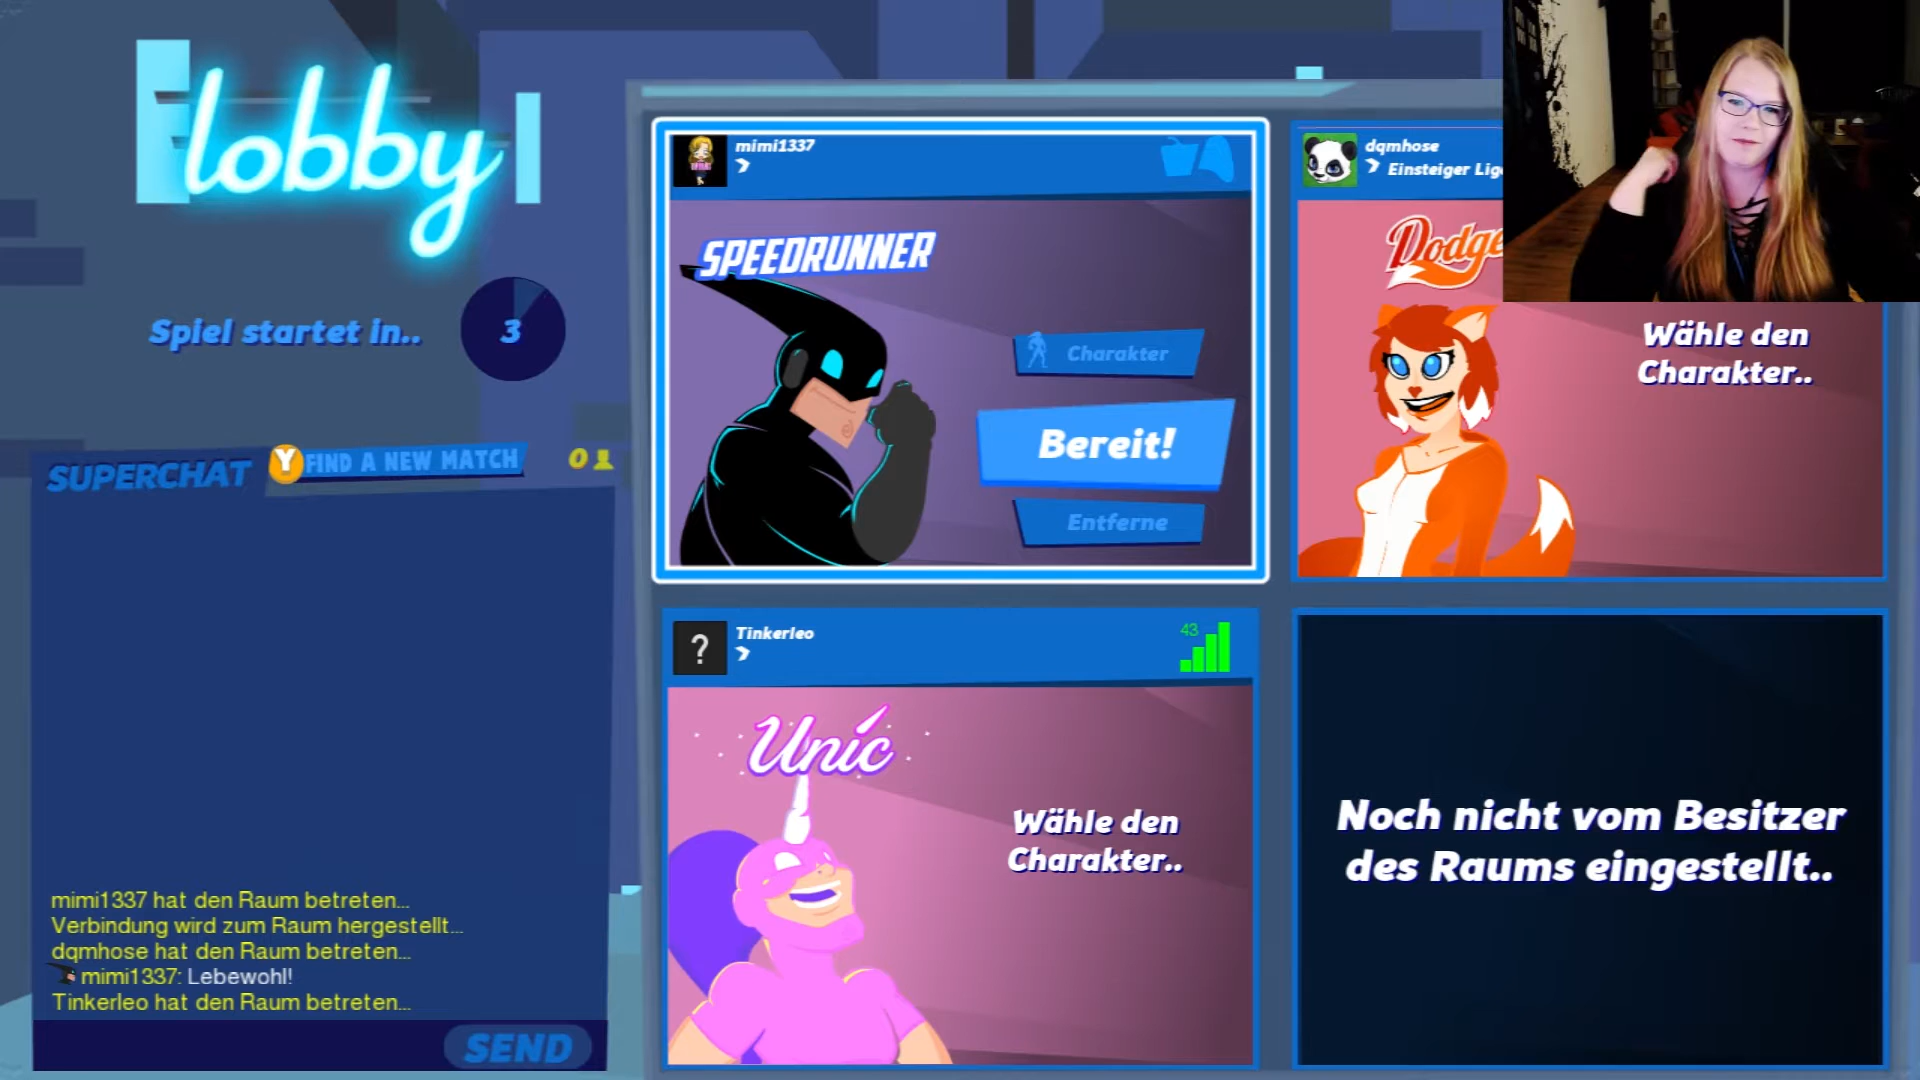 lobby
Spiel startet in..
3
SUPERCHAT
Y FIND A NEW MATCH
0
mimi1337 hat den Raum betreten...
Verbindung wird zum Raum hergestellt...
dqmhose hat den Raum betreten...
mimi1337: Lebewohl!
Tinkerleo hat den Raum betreten...
SEND
mimi1337
SPEEDRUNNER
Charakter
Bereit!
Entferne
dqmhose
Einsteiger Lig
Dodge
Wähle den
Charakter..
?
Tinkerleo
43
Unic
Wähle den
Charakter..
Noch nicht vom Besitzer
des Raums eingestellt..